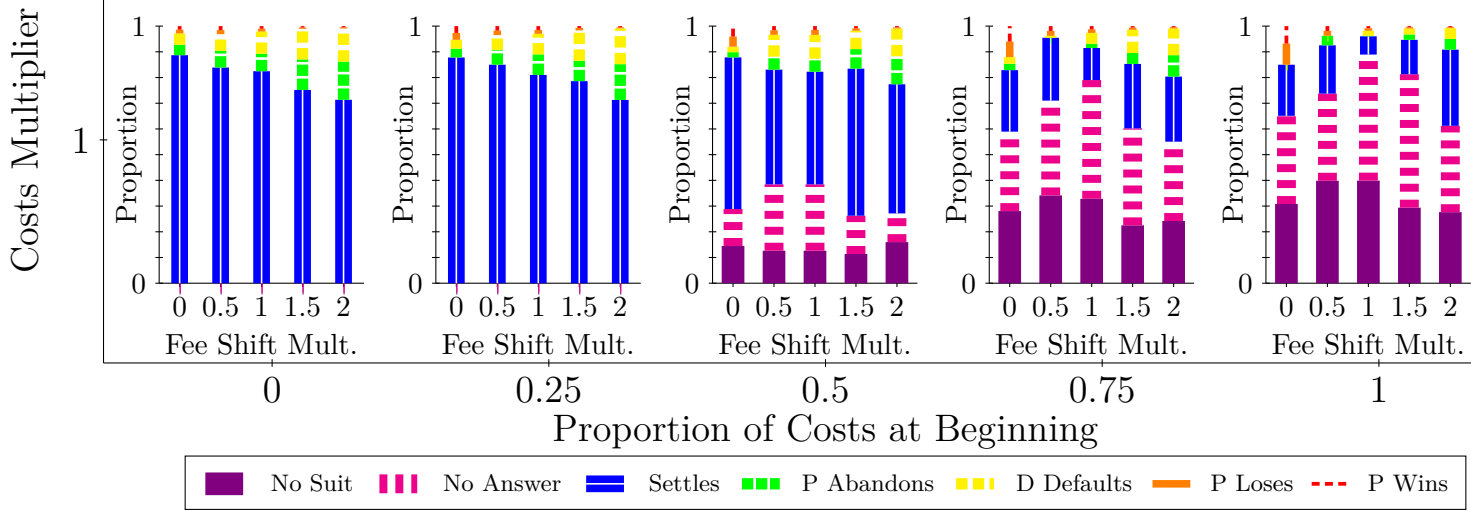 Costs Multiplier
1
Proportion
1
0
0 0.5 1 1.5 2
Fee Shift Mult.
Proportion
1
0
0 0.5 1 1.5 2
Fee Shift Mult.
Proportion
1
0
0 0.5 1 1.5 2
Fee Shift Mult.
Proportion
1
0
0 0.5 1 1.5 2
Fee Shift Mult.
Proportion
1
0
0 0.5 1 1.5 2
Fee Shift Mult.
0 0.25 0.5 0.75 1
Proportion of Costs at Beginning
No Suit No Answer Settles P Abandons D Defaults P Loses P Wins